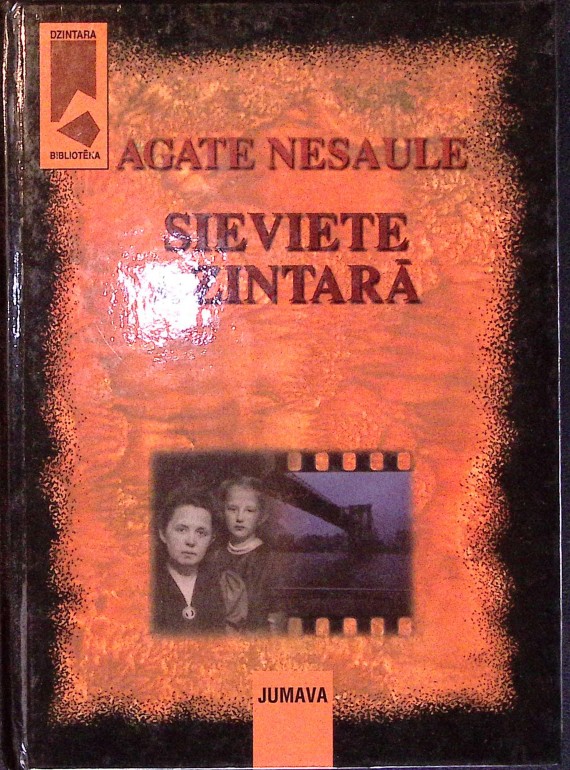 DZINTARA
BIBLIOTĒKA
AGATE NESAULE
SIEVIETE
DZINTARĀ
JUMAVA